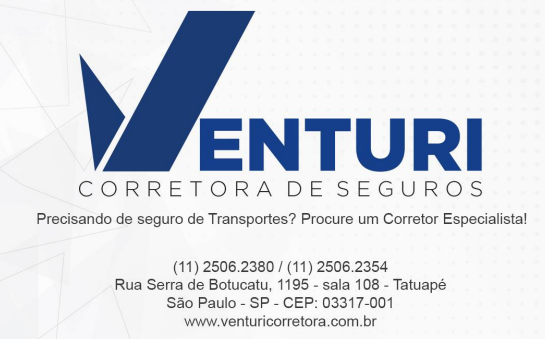 VENTURI
CORRETORA DE SEGUROS
Precisando de seguro de Transportes? Procure um Corretor Especialista!
(11) 2506.2380 / (11) 2506.2354
Rua Serra de Botucatu, 1195 - sala 108 - Tatuapé
São Paulo - SP - CEP: 03317-001
www.venturicorretora.com.br